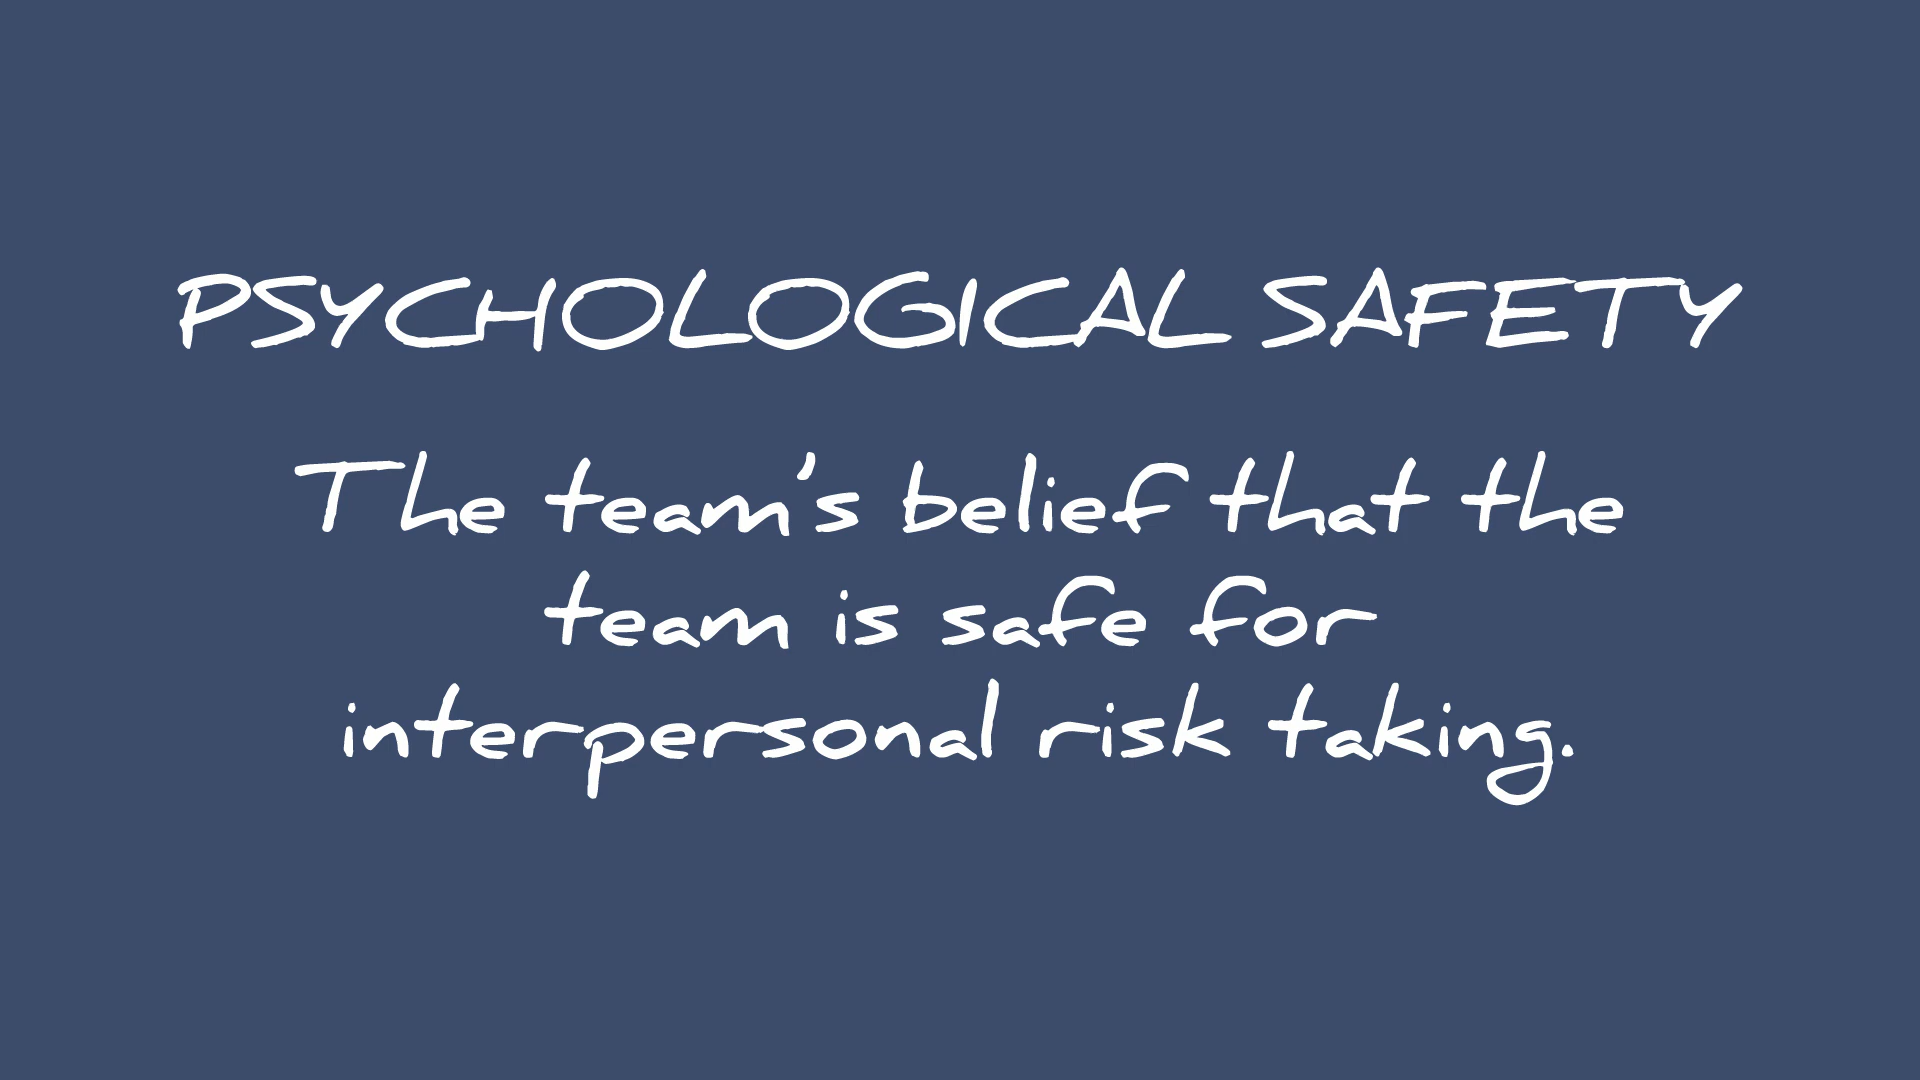 PSYCHOLOGICAL SAFETY
The team's belief that the
team is safe for
interpersonal risk taking.